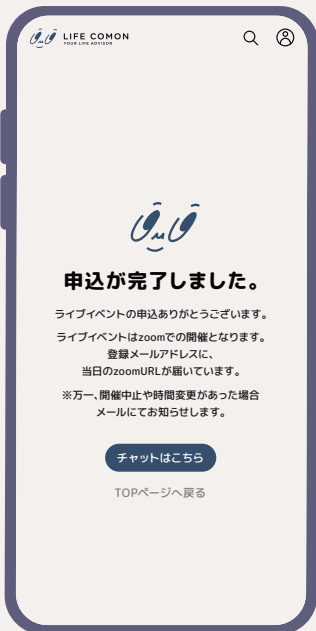 LIFE COMON
YOUR LIFE ADVISOR
申込が完了しました。
ライブイベントの申込ありがとうございます。
ライブイベントはzoomでの開催となります。
登録メールアドレスに、
当日のzoomURLが届いています。
※万一、開催中止や時間変更があった場合
メールにてお知らせします。
チャットはこちら
TOPページへ戻る